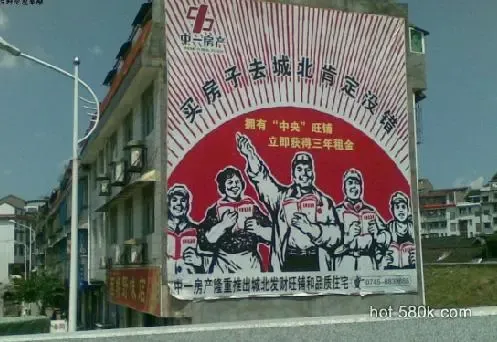 中一房产
买房子去城北肯定没错
拥有“中央”旺铺
立即获得三年租金
中一房产隆重推出城北发财旺铺和品质住宅
hot.580k.com